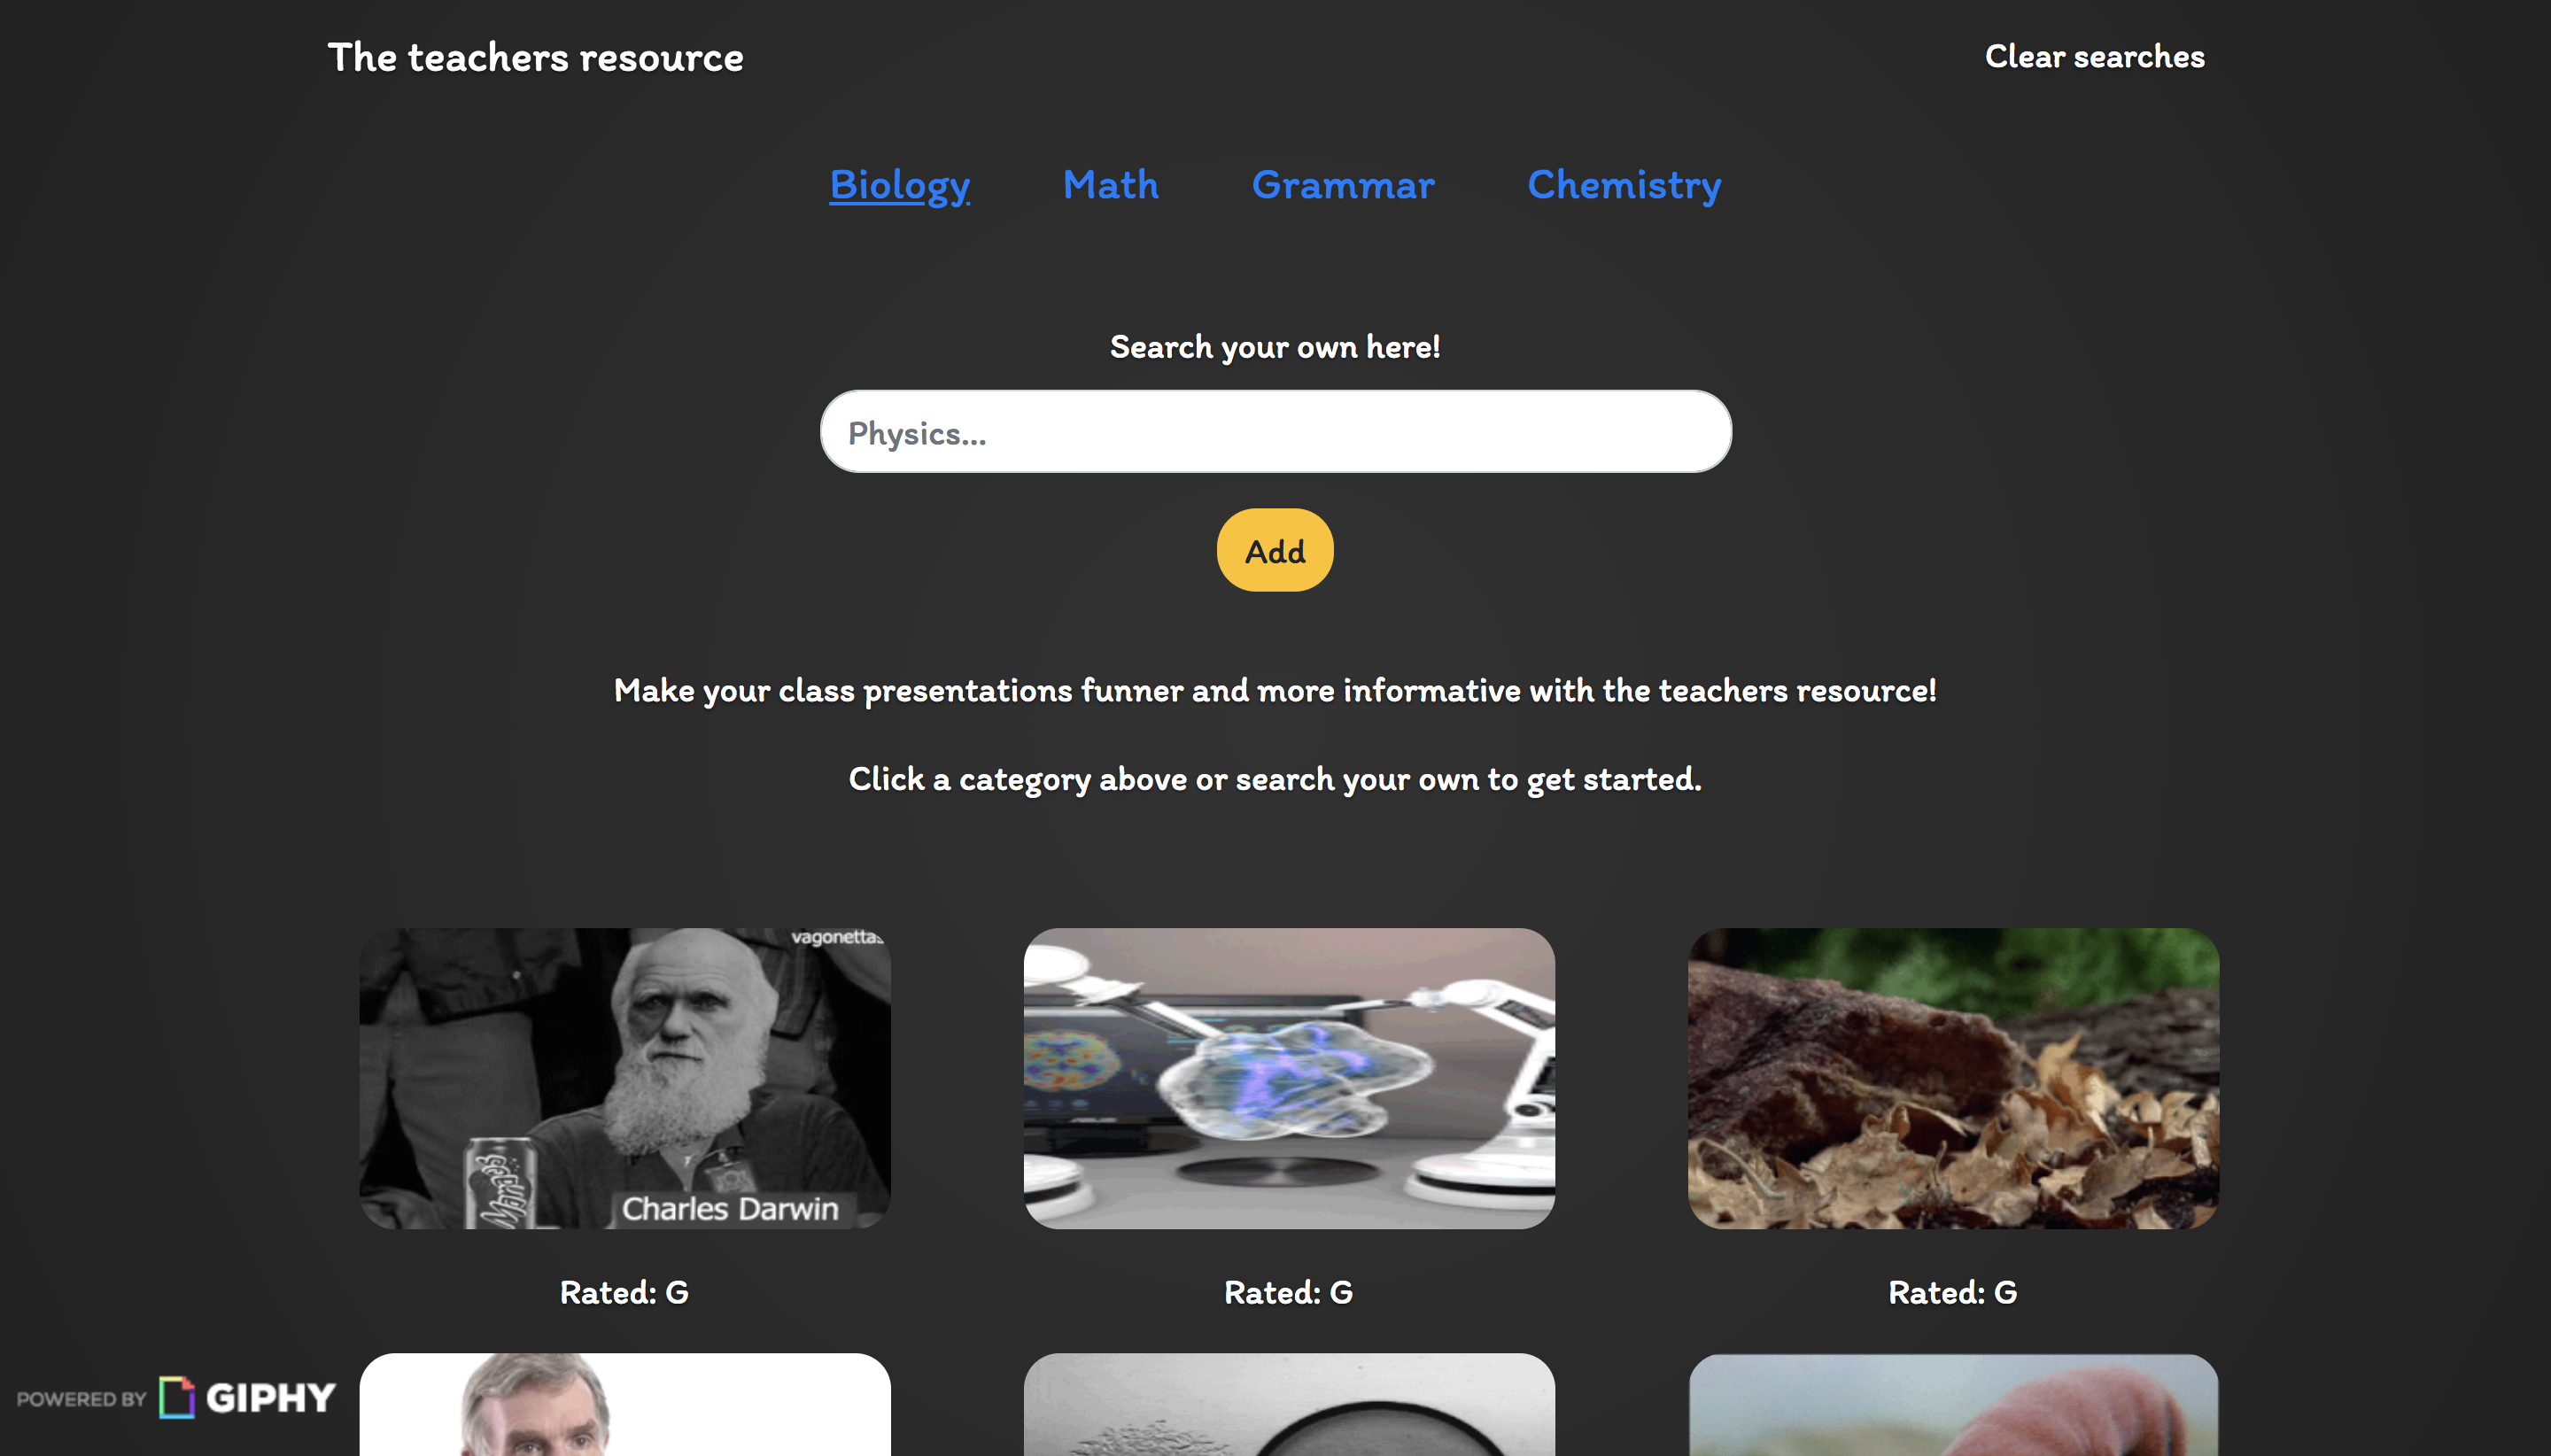 The teachers resource
Clear searches
Biology Math Grammar Chemistry
Search your own here!
Physics...
Add
Make your class presentations funner and more informative with the teachers resource!
Click a category above or search your own to get started.
vagonettas
Charles Darwin
Rated: G
Rated: G
Rated: G
POWERED BY GIPHY